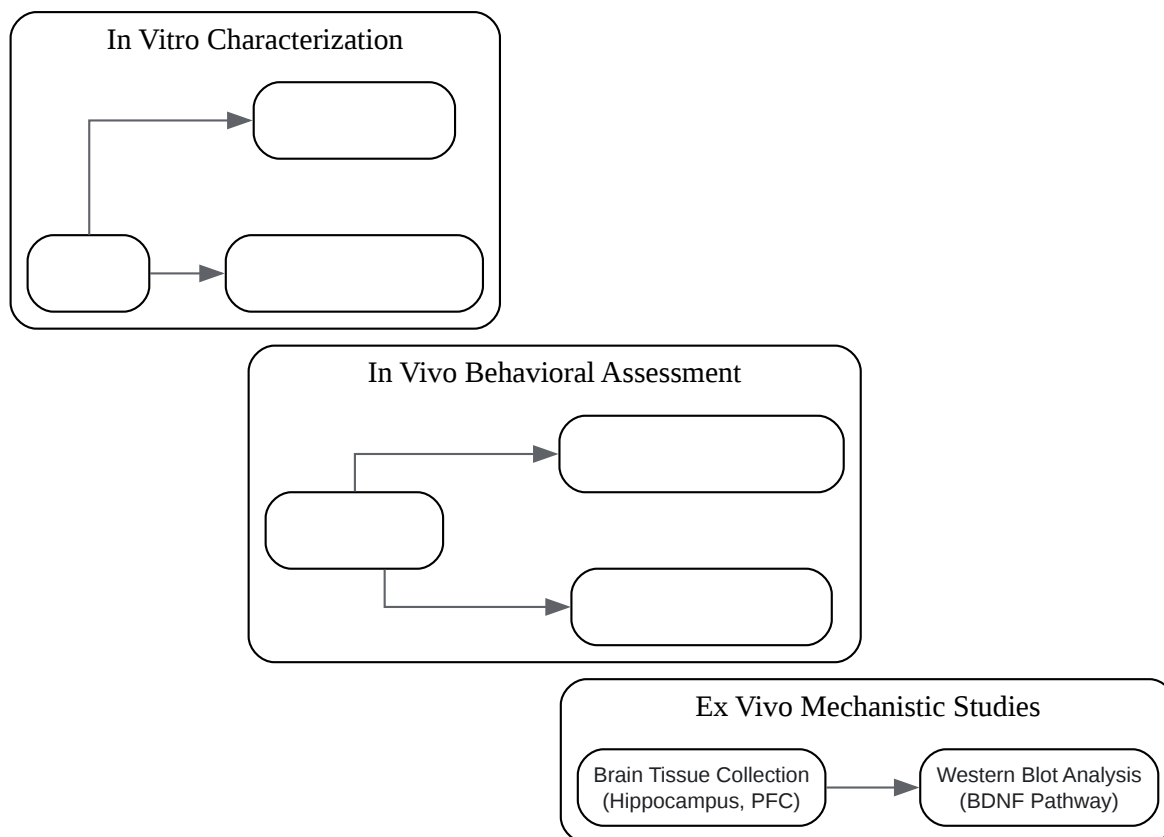 In Vitro Characterization
In Vivo Behavioral Assessment
Ex Vivo Mechanistic Studies
Brain Tissue Collection
(Hippocampus, PFC)
Western Blot Analysis
(BDNF Pathway)